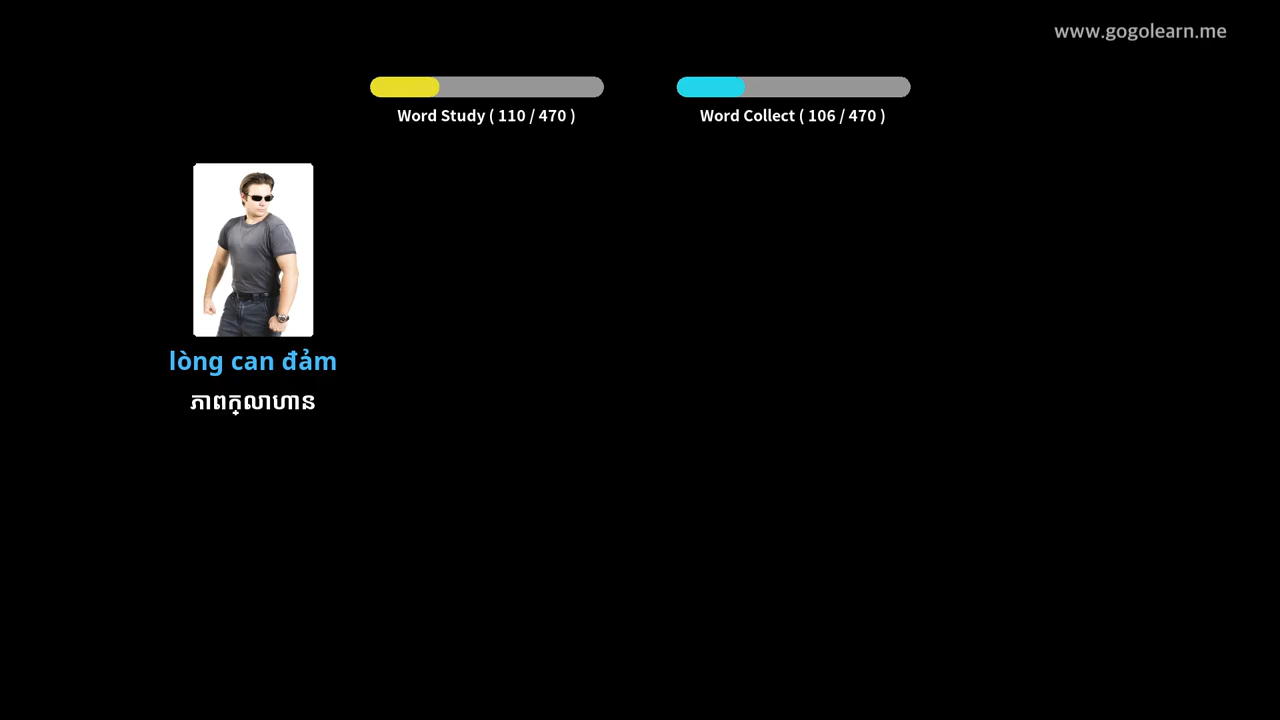 www.gogolearn.me
Word Study ( 110 / 470 )
Word Collect ( 106 / 470 )
lòng can đảm
ភាពក្លាហាន